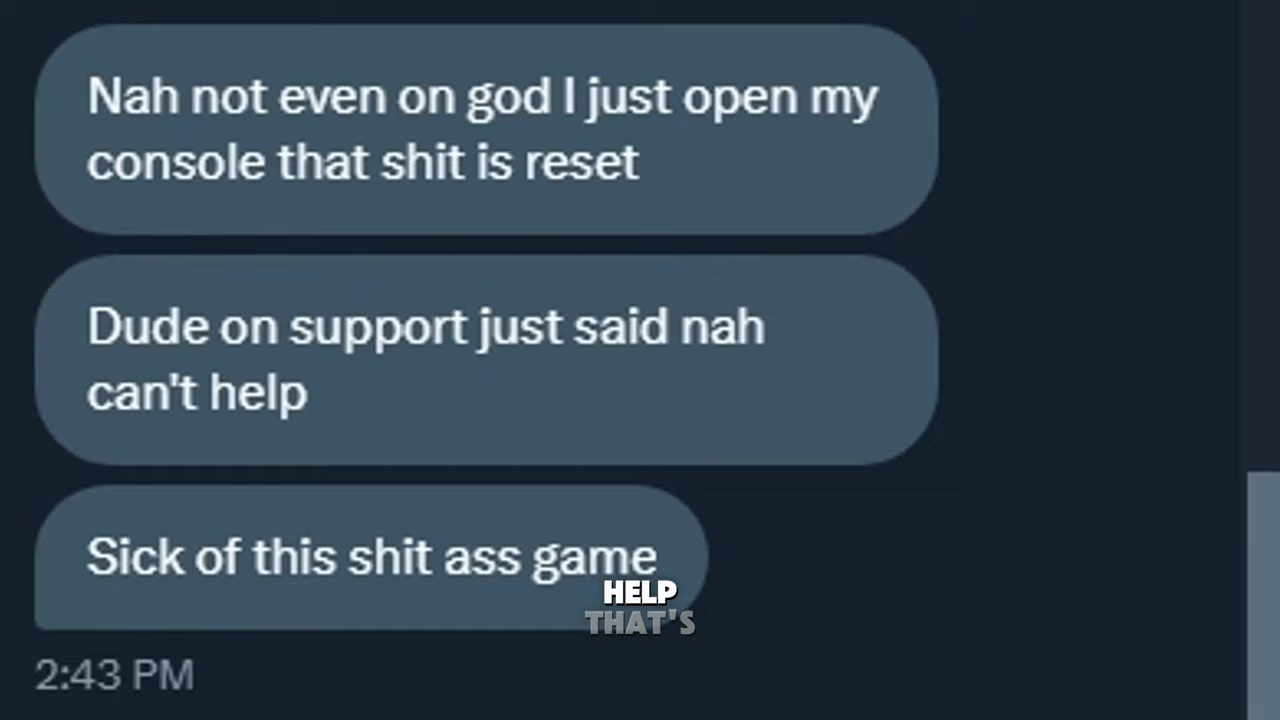 Nah not even on god I just open my
console that shit is reset
Dude on support just said nah
can't help
Sick of this shit ass game
HELP
THAT'S
2:43 PM